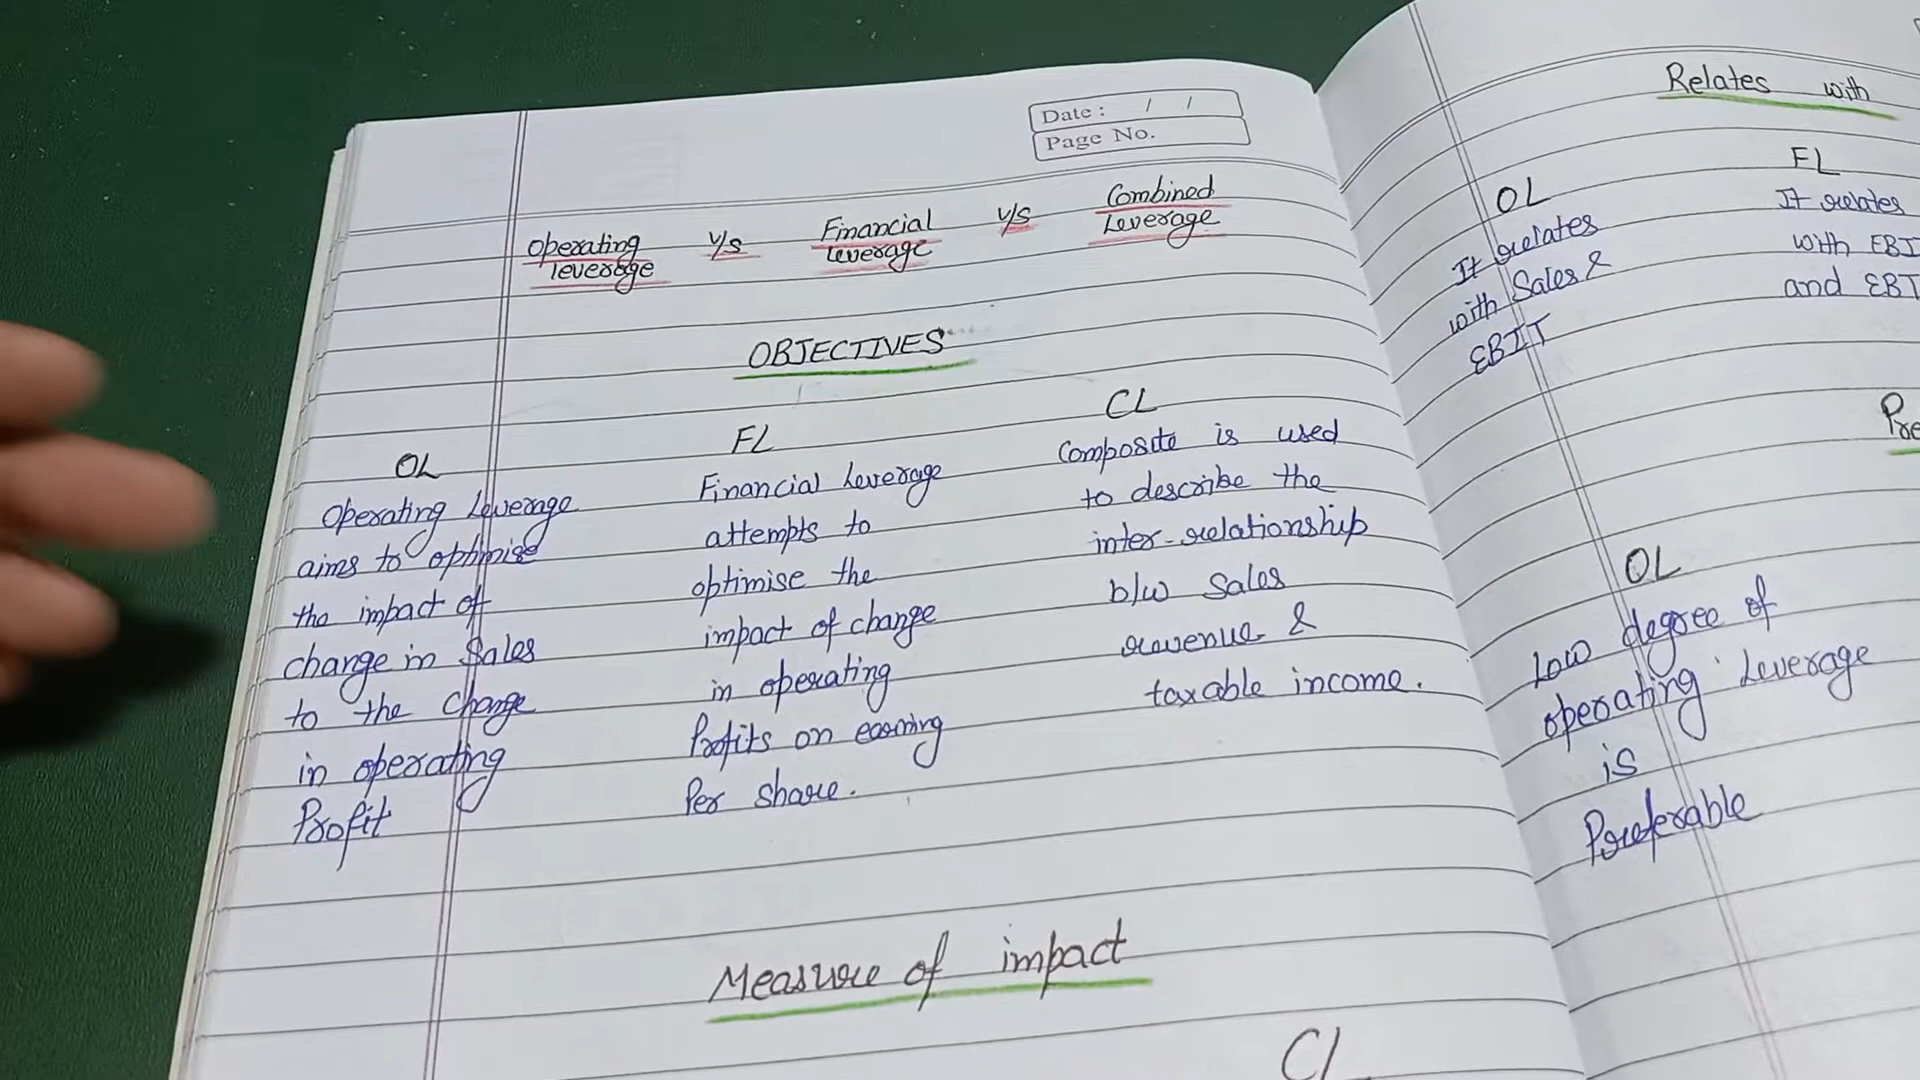 Date : / /
Page No.
Operating v/s Financial v/s Combined
leverage leverage Leverage
OBJECTIVES
OL
Operating Leverage
aims to optimise
the impact of
change in Sales
to the change
in operating
Profit
FL
Financial Leverage
attempts to
optimise the
impact of change
in operating
Profits on earning
Per share.
CL
Composite is used
to describe the
inter-relationship
b/w Sales
revenue &
taxable income.
Measure of impact
CL
Relates with
OL
It relates
with Sales &
EBIT
FL
It relates
with EBI
and EBT
Pre
OL
Low degree of
operating Leverage
is
Preferable